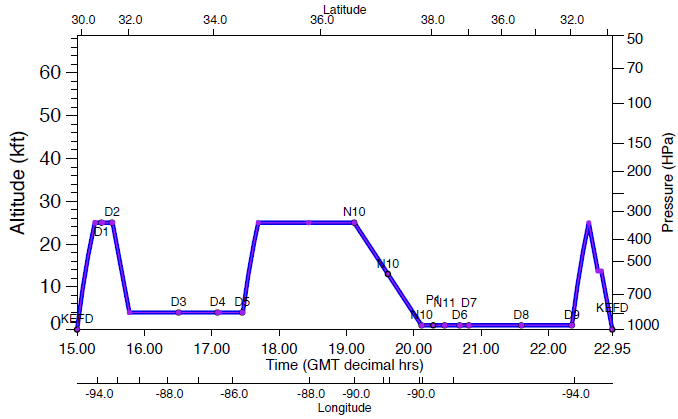 Latitude
30.0 32.0 34.0 36.0 38.0 36.0 32.0
Altitude (kft)
60
50
40
30
20
10
0
50
70
100
150
200
300
400
500
700
1000
Pressure (HPa)
D2
D1
N10
N10
D3 D4 D5
N11 D7
N10 D6 D8 D9
KEFD
KEFD
15.00 16.00 17.00 18.00 19.00 20.00 21.00 22.00 22.95
Time (GMT decimal hrs)
-94.0 -88.0 -86.0 -88.0 -90.0 -90.0 -94.0
Longitude